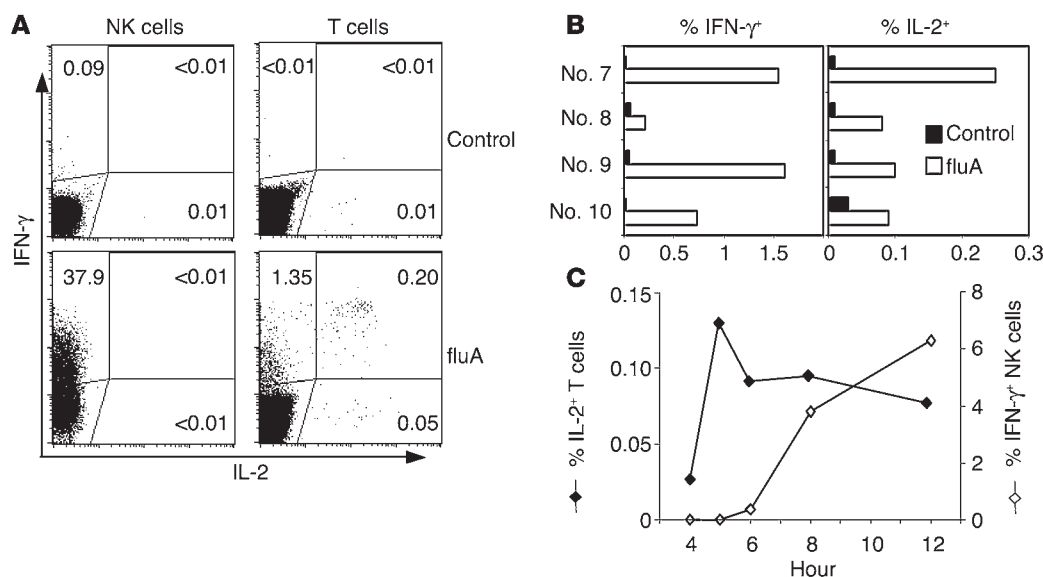 A
NK cells
T cells
0.09
<0.01
<0.01
<0.01
Control
0.01
0.01
IFN-γ
37.9
<0.01
1.35
0.20
fluA
<0.01
0.05
IL-2
B
% IFN-γ+
% IL-2+
No. 7
No. 8
No. 9
No. 10
Control
fluA
0
0.5
1
1.5
0
0.1
0.2
0.3
C
0.15
0.10
0.05
0
8
6
4
2
0
% IL-2+ T cells
% IFN-γ+ NK cells
4
6
8
10
12
Hour